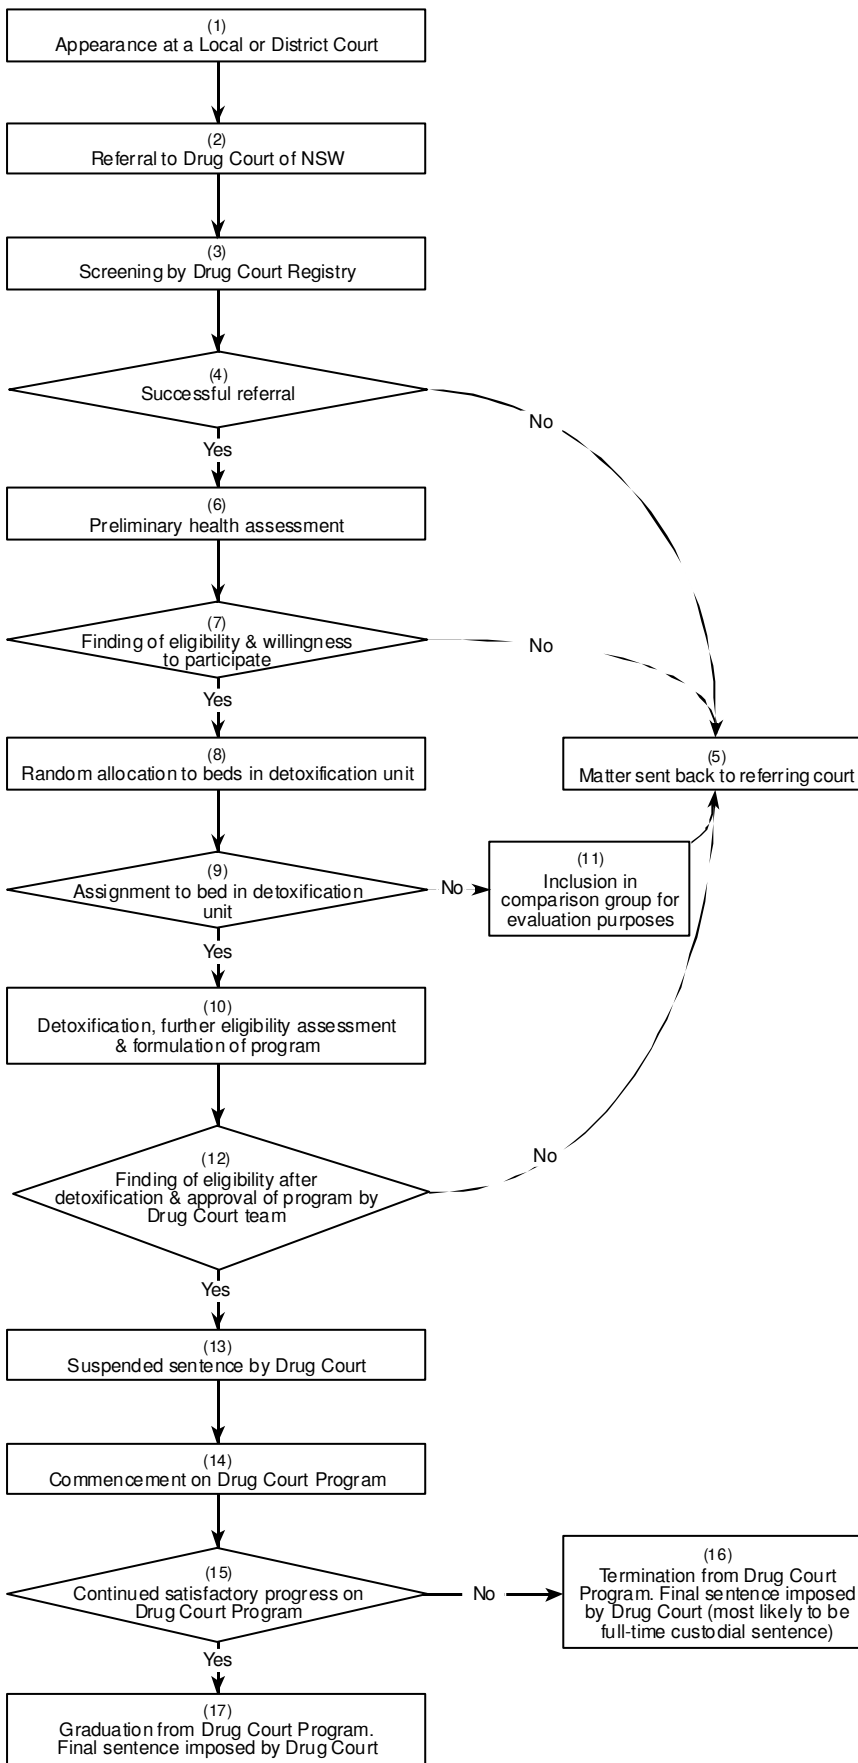 (1)
Appearance at a Local or District Court
(2)
Referral to Drug Court of NSW
(3)
Screening by Drug Court Registry
(4)
Successful referral
No
Yes
(6)
Preliminary health assessment
(7)
Finding of eligibility & willingness
to participate
No
Yes
(8)
Random allocation to beds in detoxification unit
(5)
Matter sent back to referring court
(9)
Assignment to bed in detoxification
unit
No
(11)
Inclusion in
comparison group for
evaluation purposes
Yes
(10)
Detoxification, further eligibility assessment
& formulation of program
(12)
Finding of eligibility after
detoxification & approval of program by
Drug Court team
No
Yes
(13)
Suspended sentence by Drug Court
(14)
Commencement on Drug Court Program
(15)
Continued satisfactory progress on
Drug Court Program
No
(16)
Termination from Drug Court
Program. Final sentence imposed
by Drug Court (most likely to be
full-time custodial sentence)
Yes
(17)
Graduation from Drug Court Program.
Final sentence imposed by Drug Court